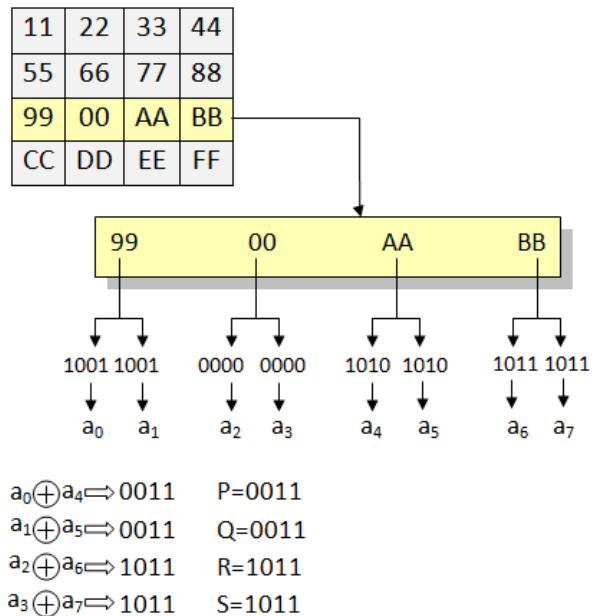 11 22 33 44
55 66 77 88
99 00 AA BB
CC DD EE FF
99 00 AA BB
1001 1001 0000 0000 1010 1010 1011 1011
a₀ a₁ a₂ a₃ a₄ a₅ a₆ a₇
a₀⊕a₄⇒0011 P=0011
a₁⊕a₅⇒0011 Q=0011
a₂⊕a₆⇒1011 R=1011
a₃⊕a₇⇒1011 S=1011